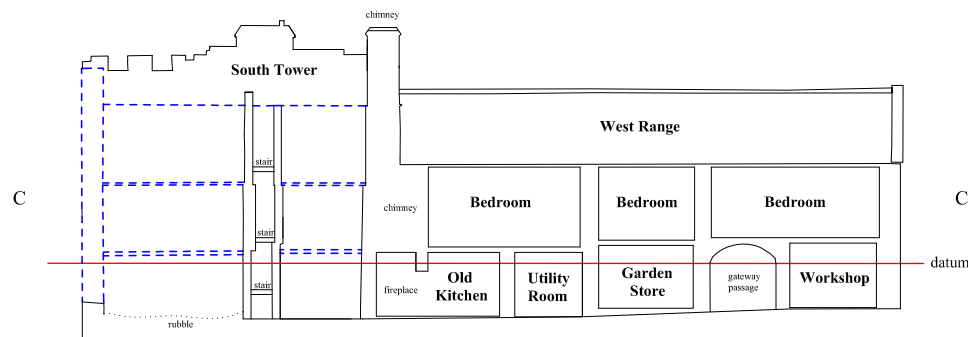 chimney
South Tower
West Range
stair
C
chimney
Bedroom
Bedroom
Bedroom
C
stair
datum
fireplace
Old
Kitchen
Utility
Room
Garden
Store
gateway
passage
Workshop
stair
rubble